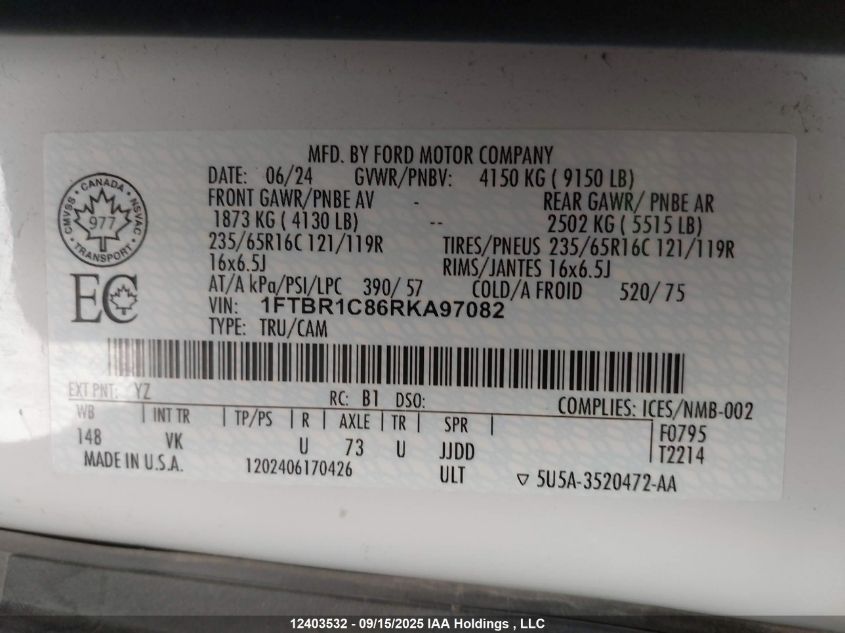 MFD. BY FORD MOTOR COMPANY
DATE: 06/24 GVWR/PNBV: 4150 KG ( 9150 LB)
FRONT GAWR/PNBE AV - REAR GAWR/ PNBE AR
1873 KG ( 4130 LB) -- 2502 KG ( 5515 LB)
235/65R16C 121/119R TIRES/PNEUS 235/65R16C 121/119R
16x6.5J RIMS/JANTES 16x6.5J
AT/A kPa/PSI/LPC 390/ 57 COLD/A FROID 520/ 75
VIN: 1FTBR1C86RKA97082
TYPE: TRU/CAM
CMVSS · CANADA · NSVAC
977
TRANSPORT
EC
EXT PNT: YZ RC: B1 DSO: COMPLIES: ICES/NMB-002
WB INT TR TP/PS R AXLE TR SPR F0795
148 VK U 73 U JJDD T2214
MADE IN U.S.A. 1202406170426 ULT ▽ 5U5A-3520472-AA
12403532 - 09/15/2025 IAA Holdings , LLC